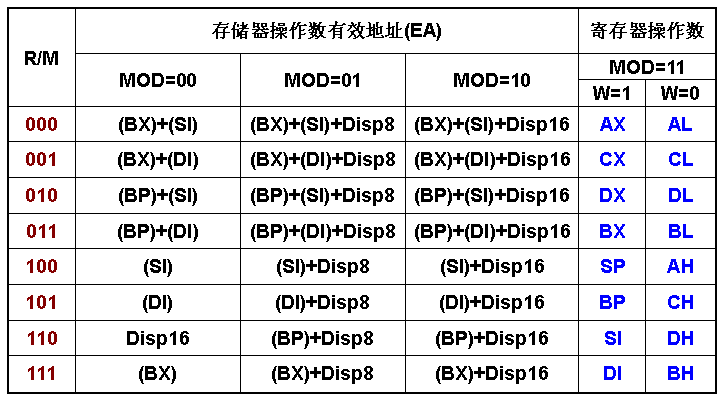 R/M 存储器操作数有效地址(EA) 寄存器操作数
MOD=00 MOD=01 MOD=10 MOD=11
W=1 W=0
000 (BX)+(SI) (BX)+(SI)+Disp8 (BX)+(SI)+Disp16 AX AL
001 (BX)+(DI) (BX)+(DI)+Disp8 (BX)+(DI)+Disp16 CX CL
010 (BP)+(SI) (BP)+(SI)+Disp8 (BP)+(SI)+Disp16 DX DL
011 (BP)+(DI) (BP)+(DI)+Disp8 (BP)+(DI)+Disp16 BX BL
100 (SI) (SI)+Disp8 (SI)+Disp16 SP AH
101 (DI) (DI)+Disp8 (DI)+Disp16 BP CH
110 Disp16 (BP)+Disp8 (BP)+Disp16 SI DH
111 (BX) (BX)+Disp8 (BX)+Disp16 DI BH